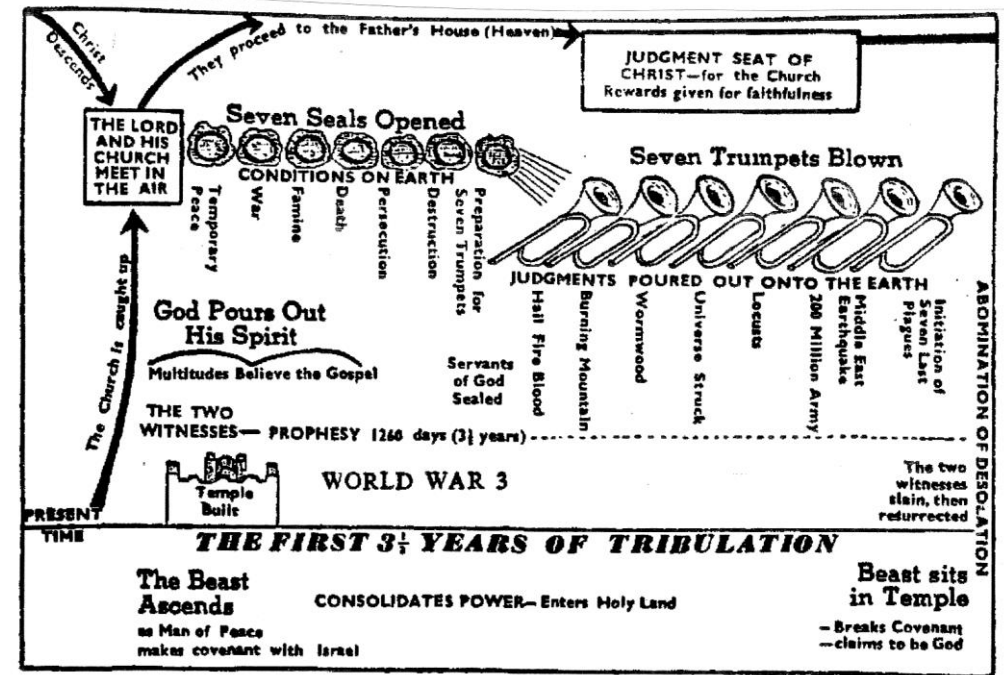 Christ
Descends
They proceed to the Father's House (Heaven)
JUDGMENT SEAT OF
CHRIST—for the Church
Rewards given for faithfulness
THE LORD
AND HIS
CHURCH
MEET IN
THE AIR
The Church is caught up
Seven Seals Opened
CONDITIONS ON EARTH
Temporary
Peace
War
Famine
Death
Persecution
Destruction
Preparation for
Seven Trumpets
Seven Trumpets Blown
JUDGMENTS POURED OUT ONTO THE EARTH
Hail Fire Blood
Burning Mountain
Wormwood
Universe Struck
Locusts
200 Million Army
Middle East
Earthquake
Initiation of
Seven Last
Plagues
ABOMINATION OF DESOLATION
God Pours Out
His Spirit
Multitudes Believe the Gospel
Servants
of God
Sealed
THE TWO
WITNESSES— PROPHESY 1260 days (3½ years)
Temple
Built
WORLD WAR 3
The two
witnesses
slain, then
resurrected
PRESENT
TIME
THE FIRST 3½ YEARS OF TRIBULATION
The Beast
Ascends
as Man of Peace
makes covenant with Israel
CONSOLIDATES POWER—Enters Holy Land
Beast sits
in Temple
—Breaks Covenant
—claims to be God